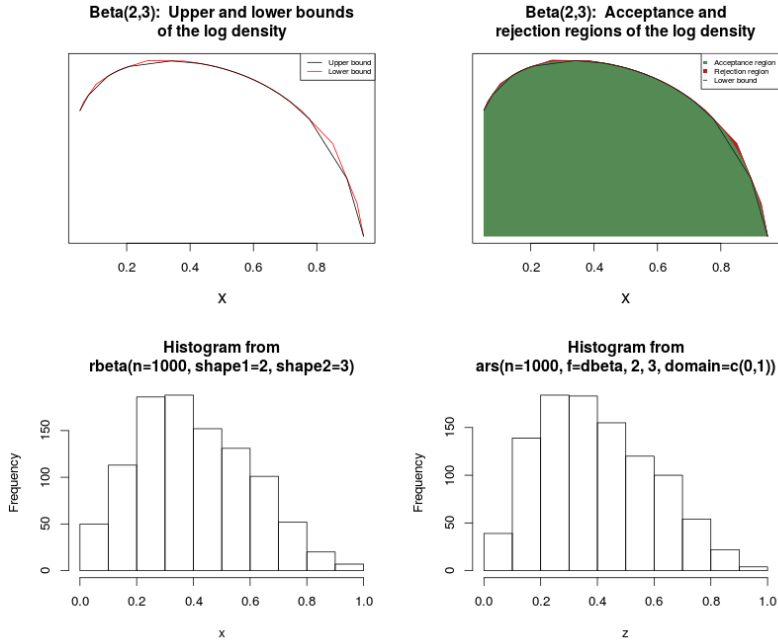 Beta(2,3):  Upper and lower bounds
of the log density
Upper bound
Lower bound
0.2
0.4
0.6
0.8
X
Beta(2,3):  Acceptance and
rejection regions of the log density
Acceptance region
Rejection region
Lower bound
0.2
0.4
0.6
0.8
X
Histogram from
rbeta(n=1000, shape1=2, shape2=3)
Frequency
150
100
50
0
0.0
0.2
0.4
0.6
0.8
1.0
x
Histogram from
ars(n=1000, f=dbeta, 2, 3, domain=c(0,1))
Frequency
150
100
50
0
0.0
0.2
0.4
0.6
0.8
1.0
z